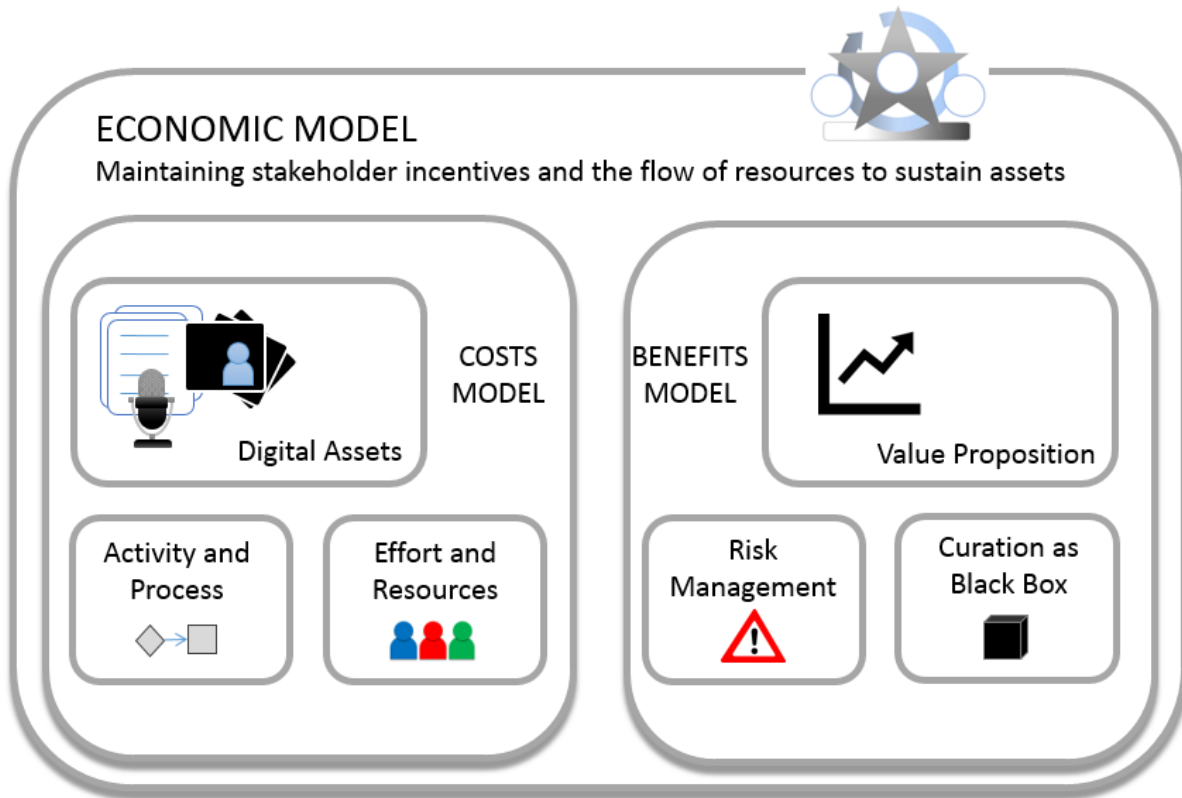 ECONOMIC MODEL
Maintaining stakeholder incentives and the flow of resources to sustain assets
COSTS
MODEL
Digital Assets
Activity and
Process
Effort and
Resources
BENEFITS
MODEL
Value Proposition
Risk
Management
Curation as
Black Box